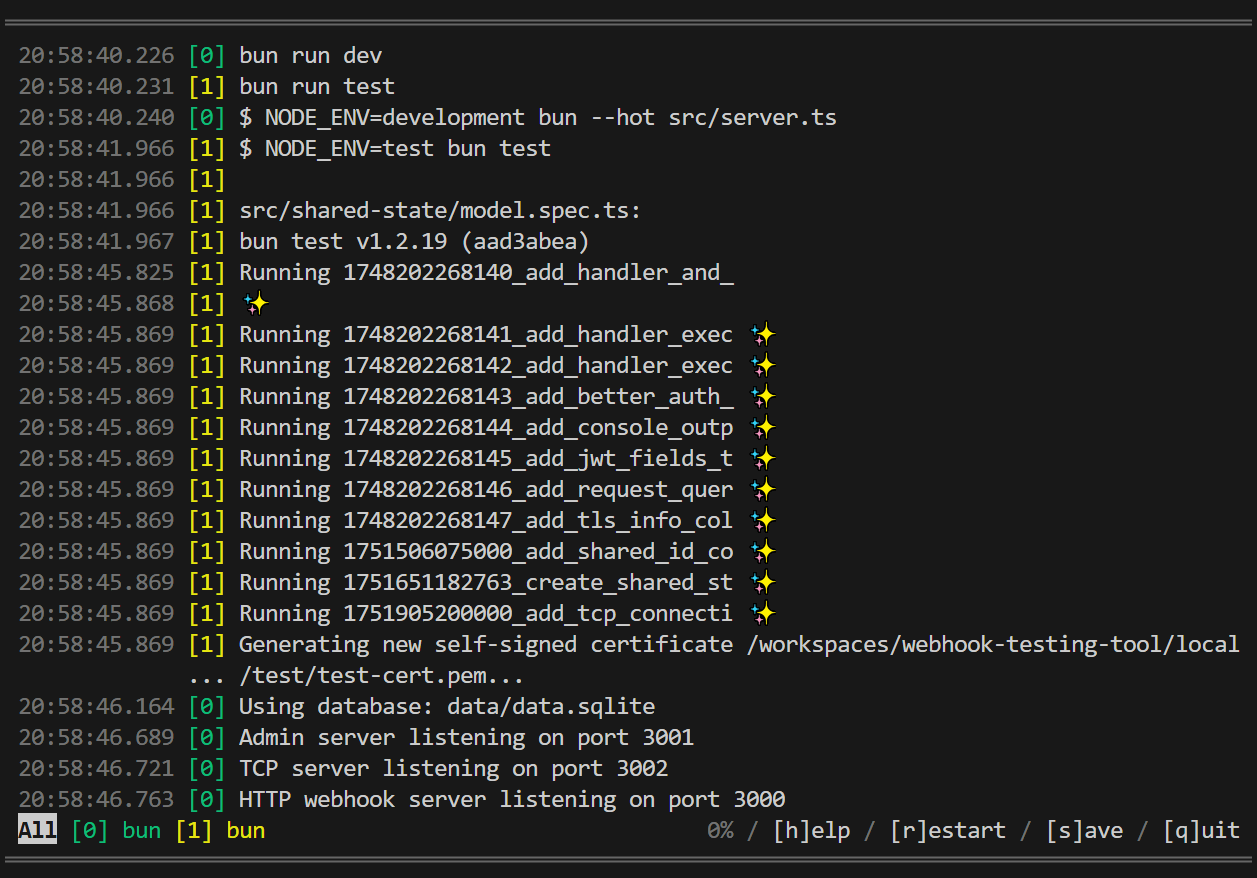 20:58:40.226 [0] bun run dev
20:58:40.231 [1] bun run test
20:58:40.240 [0] $ NODE_ENV=development bun --hot src/server.ts
20:58:41.966 [1] $ NODE_ENV=test bun test
20:58:41.966 [1]
20:58:41.966 [1] src/shared-state/model.spec.ts:
20:58:41.967 [1] bun test v1.2.19 (aad3abea)
20:58:45.825 [1] Running 1748202268140_add_handler_and_
20:58:45.868 [1] ✨
20:58:45.869 [1] Running 1748202268141_add_handler_exec ✨
20:58:45.869 [1] Running 1748202268142_add_handler_exec ✨
20:58:45.869 [1] Running 1748202268143_add_better_auth_ ✨
20:58:45.869 [1] Running 1748202268144_add_console_outp ✨
20:58:45.869 [1] Running 1748202268145_add_jwt_fields_t ✨
20:58:45.869 [1] Running 1748202268146_add_request_quer ✨
20:58:45.869 [1] Running 1748202268147_add_tls_info_col ✨
20:58:45.869 [1] Running 1751506075000_add_shared_id_co ✨
20:58:45.869 [1] Running 1751651182763_create_shared_st ✨
20:58:45.869 [1] Running 1751905200000_add_tcp_connecti ✨
20:58:45.869 [1] Generating new self-signed certificate /workspaces/webhook-testing-tool/local
... /test/test-cert.pem...
20:58:46.164 [0] Using database: data/data.sqlite
20:58:46.689 [0] Admin server listening on port 3001
20:58:46.721 [0] TCP server listening on port 3002
20:58:46.763 [0] HTTP webhook server listening on port 3000
All [0] bun [1] bun 0% / [h]elp / [r]estart / [s]ave / [q]uit